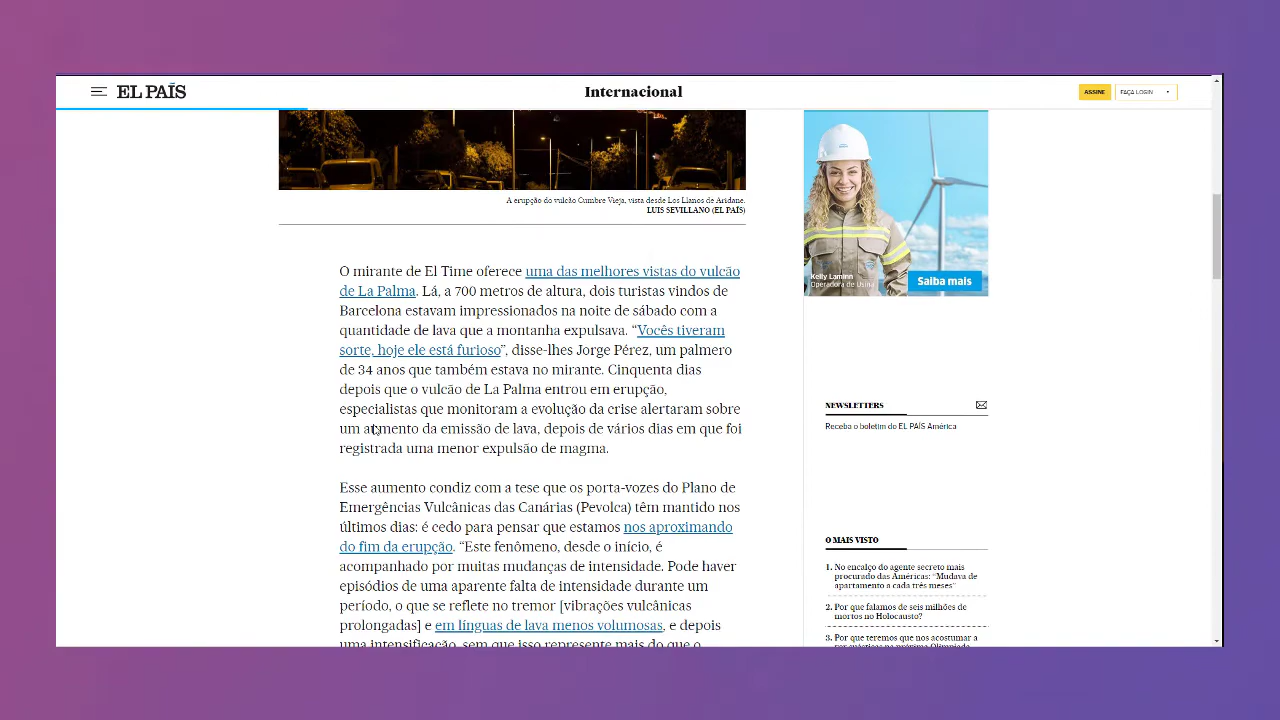 EL PAÍS
Internacional
ASSINE
FAÇA LOGIN
A erupção do vulcão Cumbre Vieja, vista desde Los Llanos de Aridane.
LUIS SEVILLANO (EL PAÍS)
O mirante de El Time oferece uma das melhores vistas do vulcão
de La Palma. Lá, a 700 metros de altura, dois turistas vindos de
Barcelona estavam impressionados na noite de sábado com a
quantidade de lava que a montanha expulsava. “Vocês tiveram
sorte, hoje ele está furioso”, disse-lhes Jorge Pérez, um palmero
de 34 anos que também estava no mirante. Cinquenta dias
depois que o vulcão de La Palma entrou em erupção,
especialistas que monitoram a evolução da crise alertaram sobre
um aumento da emissão de lava, depois de vários dias em que foi
registrada uma menor expulsão de magma.
Esse aumento condiz com a tese que os porta-vozes do Plano de
Emergências Vulcânicas das Canárias (Pevolca) têm mantido nos
últimos dias: é cedo para pensar que estamos nos aproximando
do fim da erupção. “Este fenômeno, desde o início, é
acompanhado por muitas mudanças de intensidade. Pode haver
episódios de uma aparente falta de intensidade durante um
período, o que se reflete no tremor [vibrações vulcânicas
prolongadas] e em línguas de lava menos volumosas, e depois
uma intensificação, sem que isso represente mais do que o
Kelly Laminn
Operadora de Usina
Saiba mais
NEWSLETTERS
Receba o boletim do EL PAÍS América
O MAIS VISTO
1. No encalço do agente secreto mais
procurado das Américas: “Mudava de
apartamento a cada três meses”
2. Por que falamos de seis milhões de
mortos no Holocausto?
3. Por que teremos que nos acostumar a